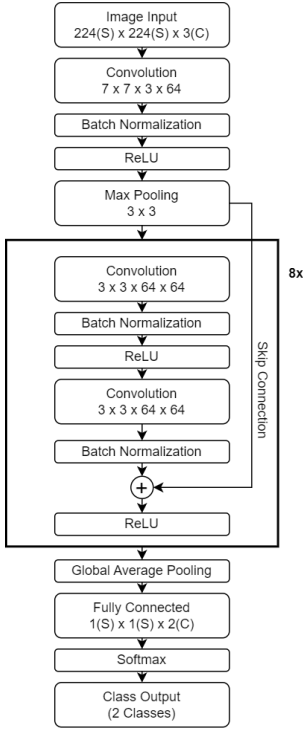 Image Input
224(S) x 224(S) x 3(C)
Convolution
7 x 7 x 3 x 64
Batch Normalization
ReLU
Max Pooling
3 x 3
8x
Convolution
3 x 3 x 64 x 64
Batch Normalization
ReLU
Convolution
3 x 3 x 64 x 64
Skip Connection
Batch Normalization
+
ReLU
Global Average Pooling
Fully Connected
1(S) x 1(S) x 2(C)
Softmax
Class Output
(2 Classes)